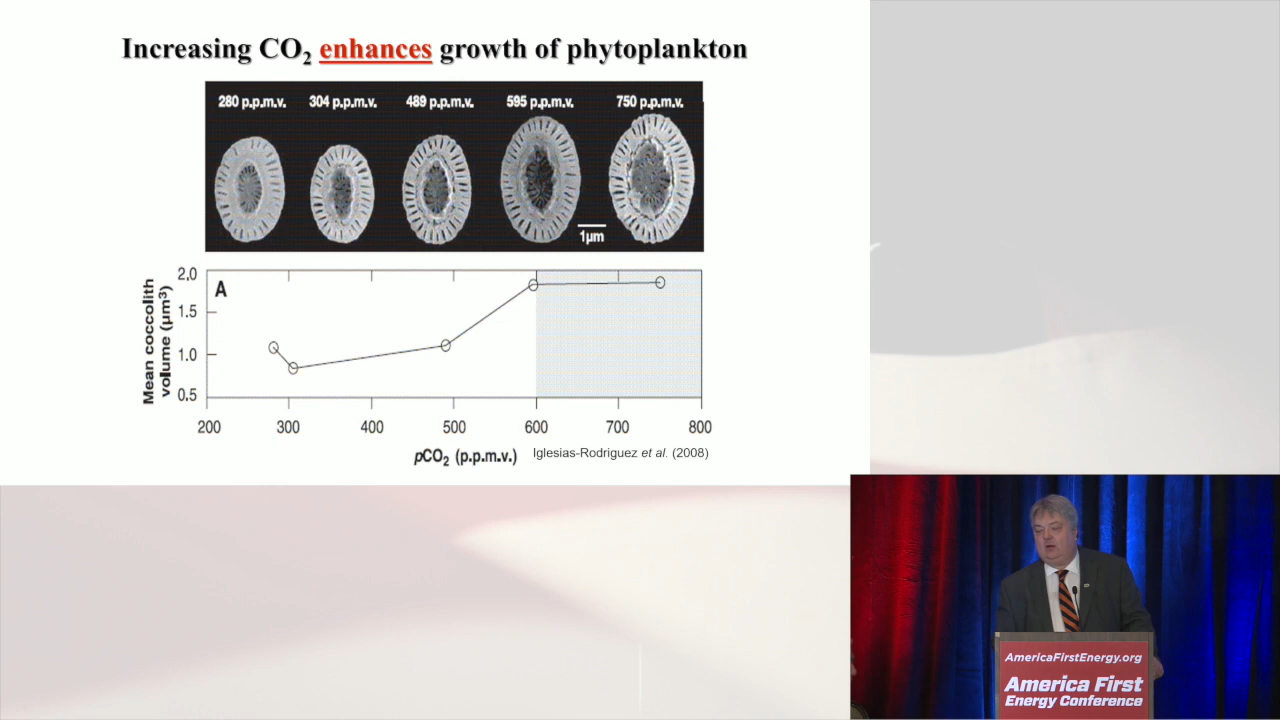 Increasing CO₂ enhances growth of phytoplankton
280 p.p.m.v. 304 p.p.m.v. 489 p.p.m.v. 595 p.p.m.v. 750 p.p.m.v.
1µm
A
Mean coccolith
volume (µm³)
2.0
1.5
1.0
0.5
200 300 400 500 600 700 800
pCO₂ (p.p.m.v.)
Iglesias-Rodriguez et al. (2008)
AmericaFirstEnergy.org
America First
Energy Conference